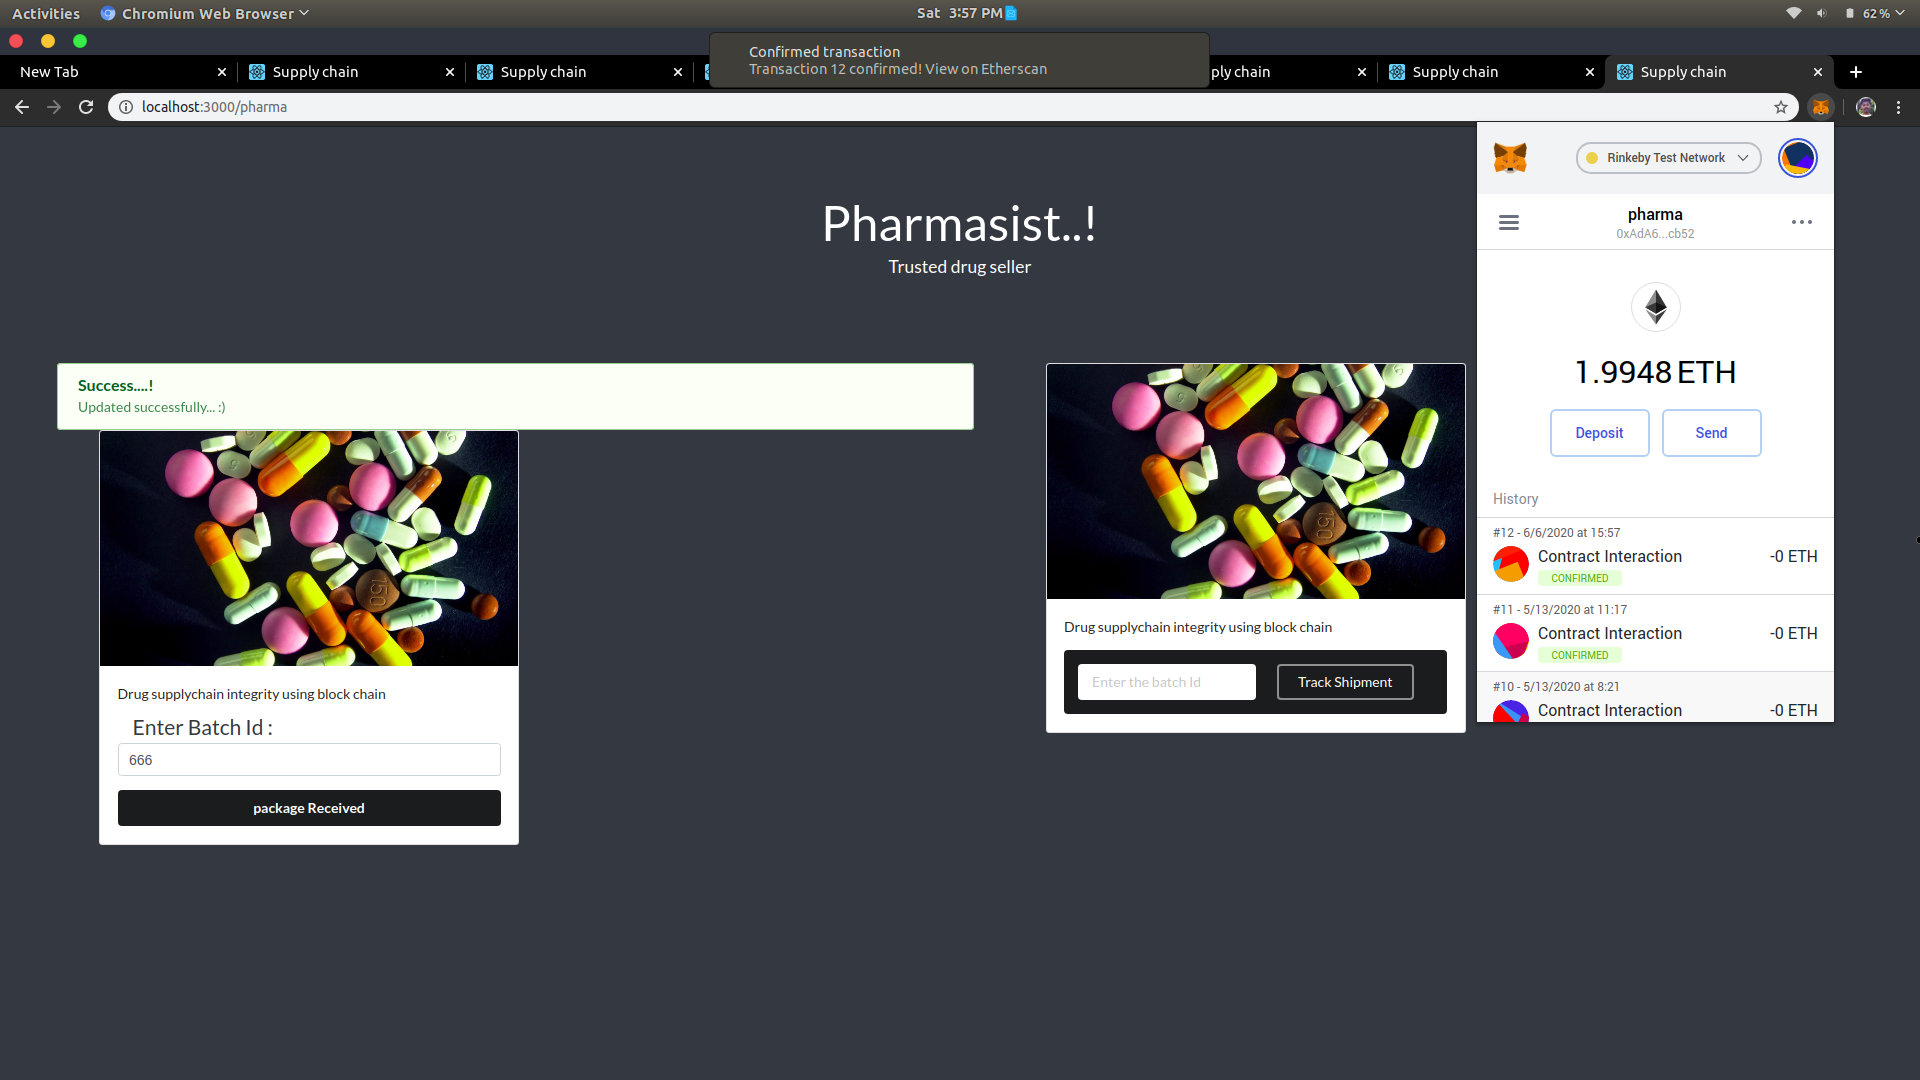 Activities
Chromium Web Browser
Sat 3:57 PM
62 %
Confirmed transaction
Transaction 12 confirmed! View on Etherscan
New Tab
Supply chain
Supply chain
ply chain
Supply chain
Supply chain
localhost:3000/pharma
Pharmasist..!
Trusted drug seller
Success....!
Updated successfully... :)
150
Drug supplychain integrity using block chain
Enter Batch Id :
666
package Received
150
Drug supplychain integrity using block chain
Enter the batch Id
Track Shipment
Rinkeby Test Network
pharma
0xAdA6...cb52
1.9948 ETH
Deposit
Send
History
#12 - 6/6/2020 at 15:57
Contract Interaction
-0 ETH
CONFIRMED
#11 - 5/13/2020 at 11:17
Contract Interaction
-0 ETH
CONFIRMED
#10 - 5/13/2020 at 8:21
Contract Interaction
-0 ETH